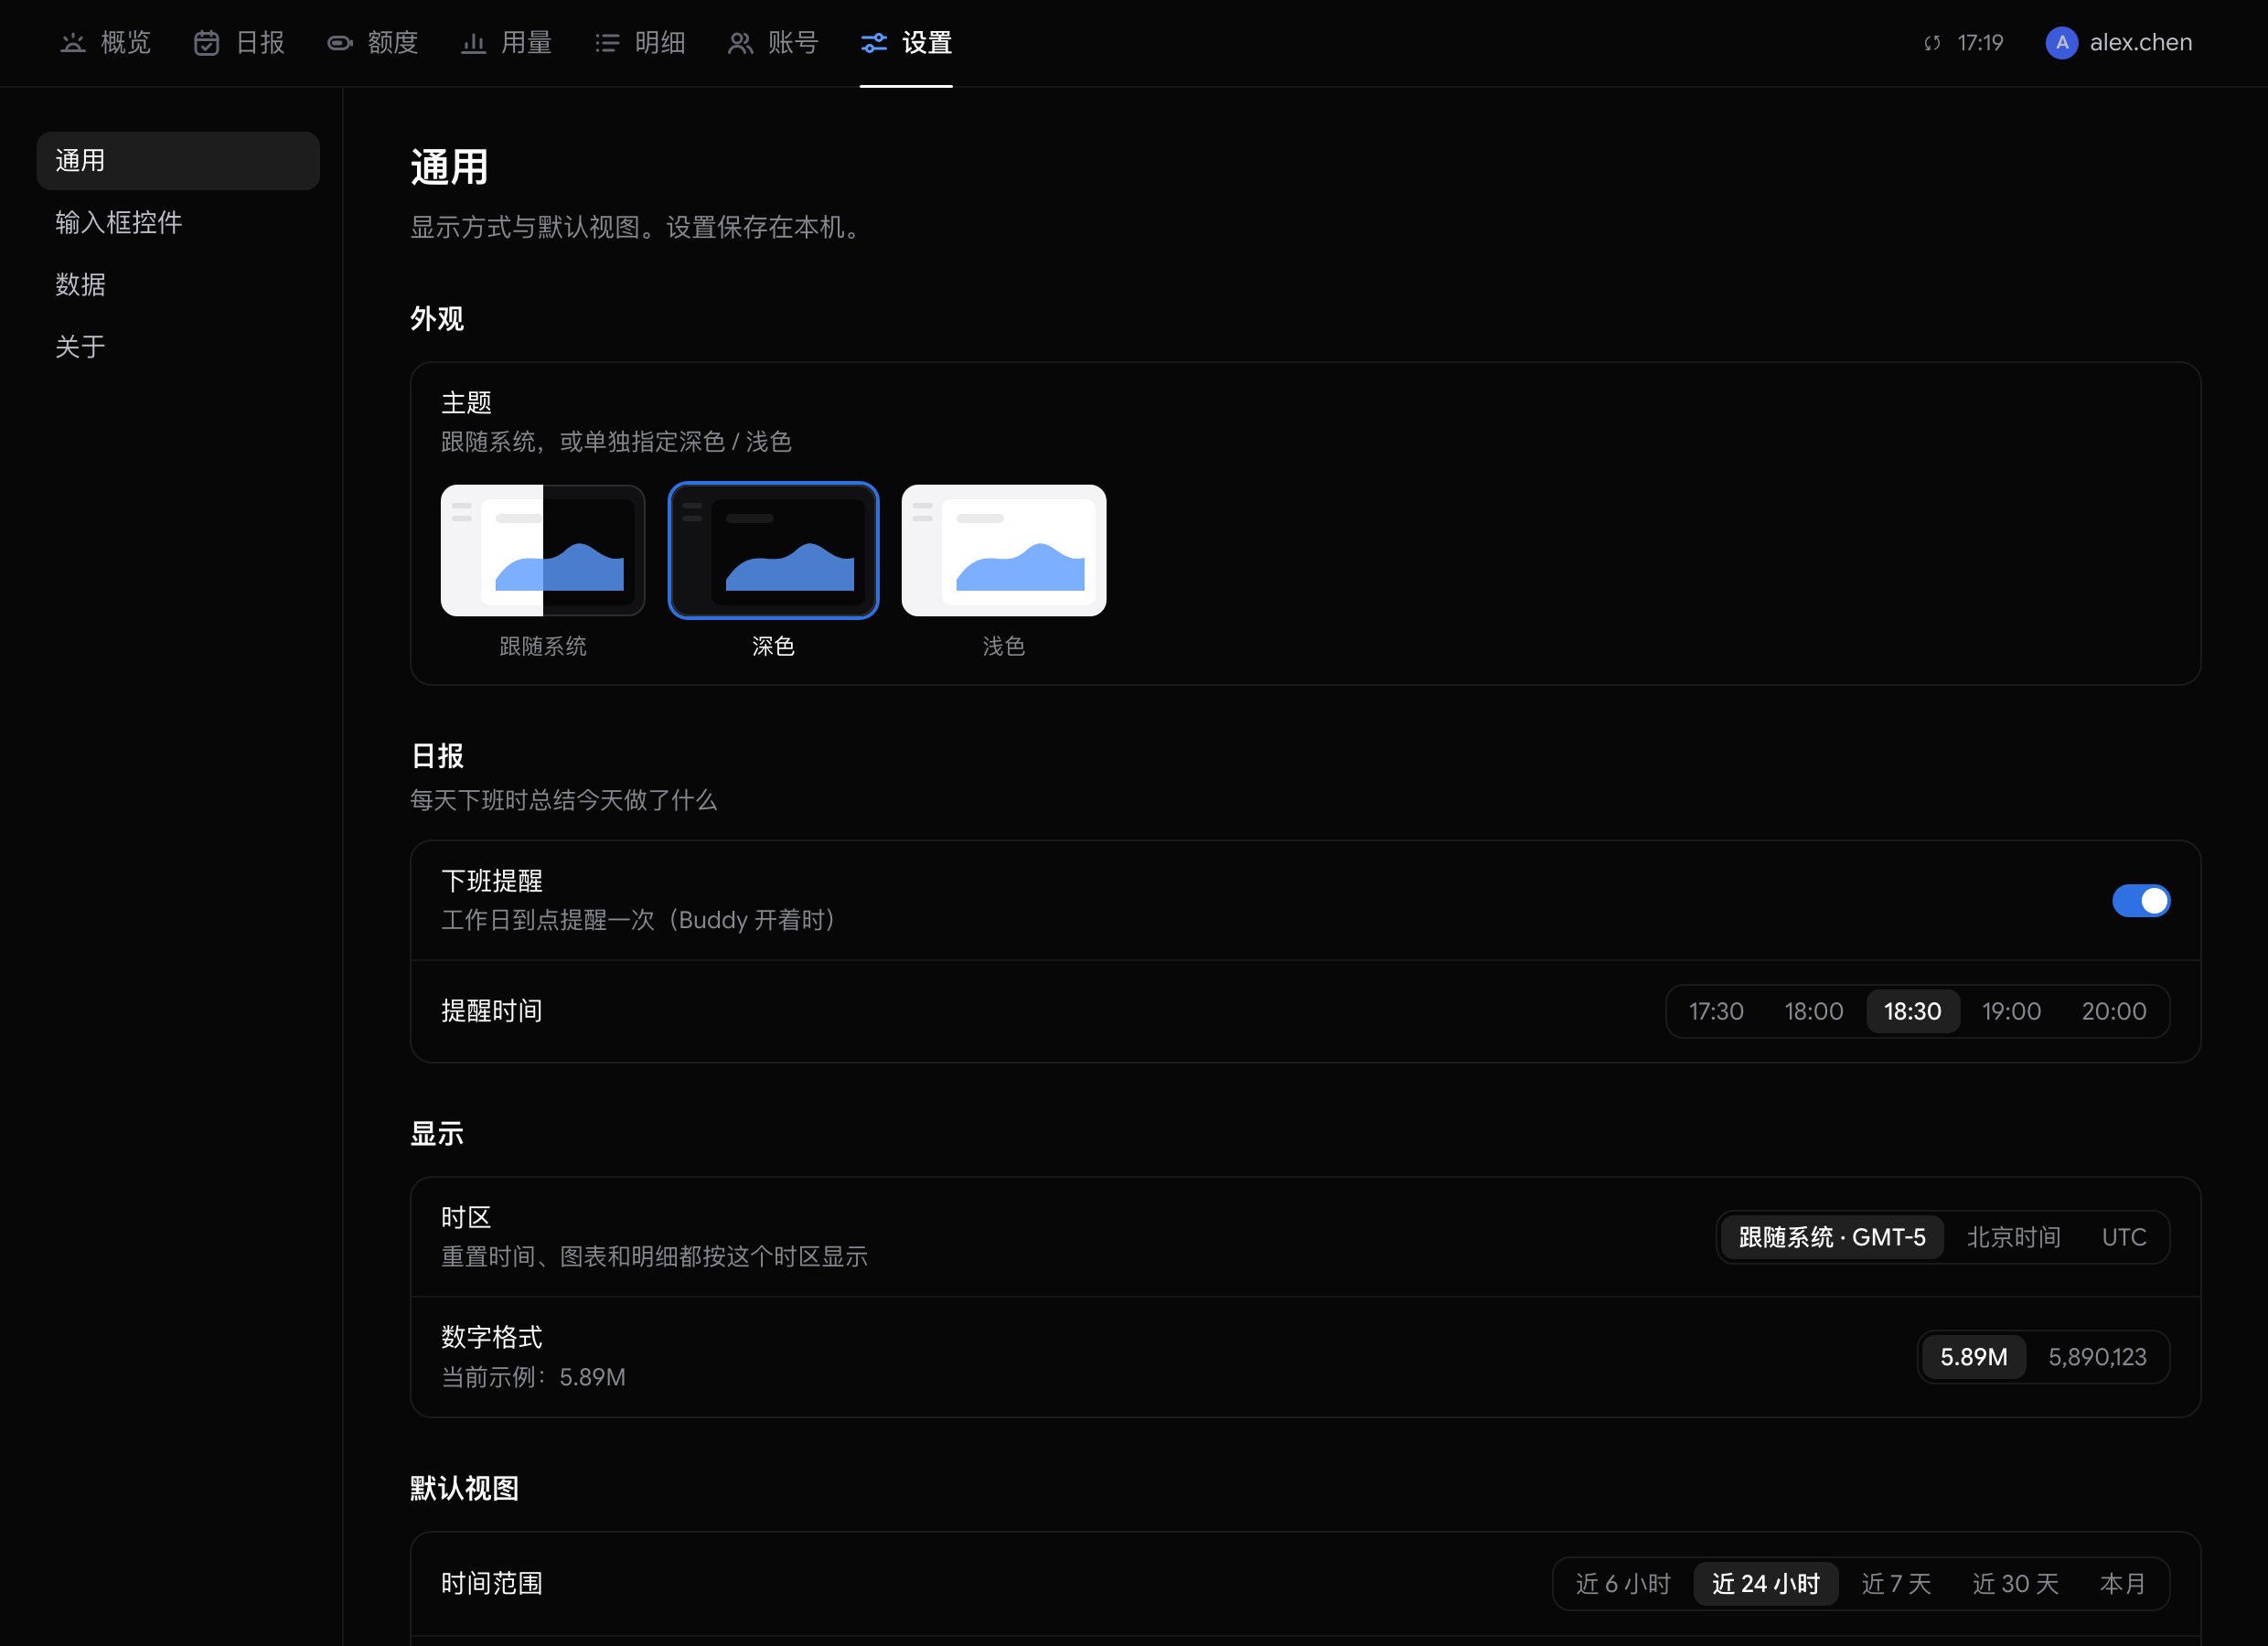 概览 日报 额度 用量 明细 账号 设置 17:19 A alex.chen
通用
输入框控件
数据
关于
通用
显示方式与默认视图。设置保存在本机。
外观
主题
跟随系统，或单独指定深色 / 浅色
跟随系统 深色 浅色
日报
每天下班时总结今天做了什么
下班提醒
工作日到点提醒一次（Buddy 开着时）
提醒时间 17:30 18:00 18:30 19:00 20:00
显示
时区
重置时间、图表和明细都按这个时区显示
跟随系统 · GMT-5 北京时间 UTC
数字格式
当前示例：5.89M
5.89M 5,890,123
默认视图
时间范围 近 6 小时 近 24 小时 近 7 天 近 30 天 本月